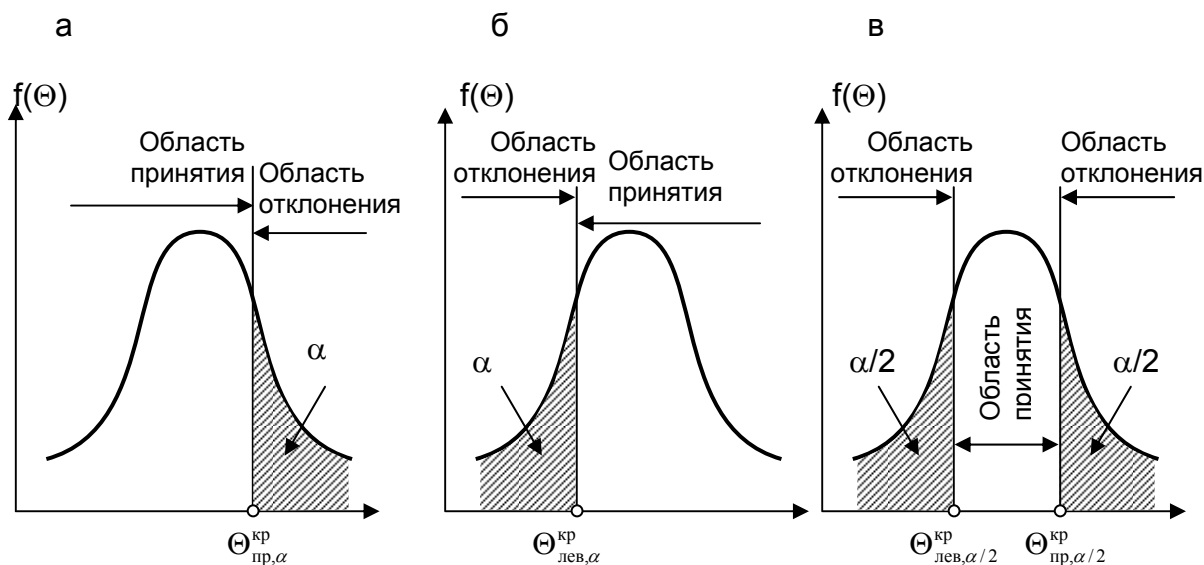 а
f(Θ)
Область
принятия
Область
отклонения
α
Θ^кр_пр,α
б
f(Θ)
Область
отклонения
Область
принятия
α
Θ^кр_лев,α
в
f(Θ)
Область
отклонения
Область
отклонения
α/2
Область
принятия
α/2
Θ^кр_лев,α/2
Θ^кр_пр,α/2